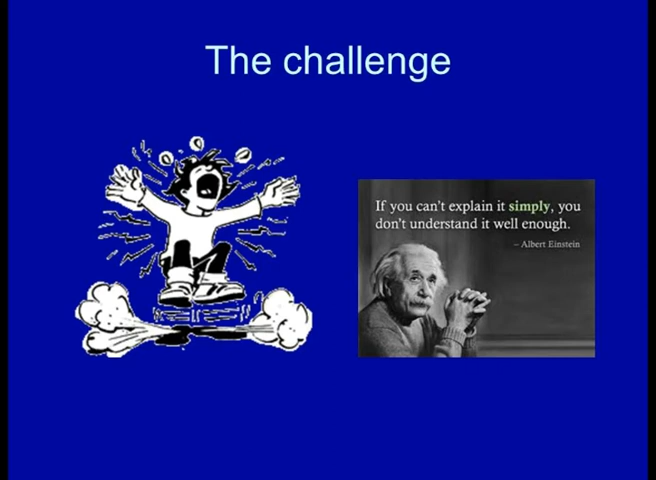 The challenge
If you can't explain it simply, you
don't understand it well enough.
– Albert Einstein